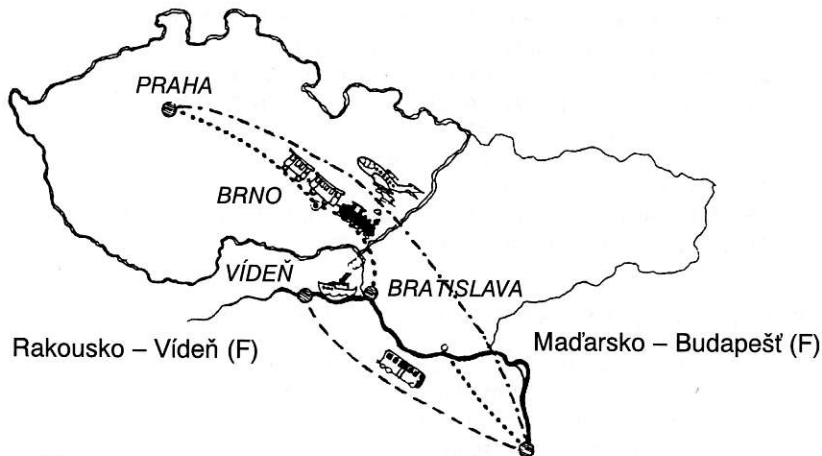 PRAHA
BRNO
VÍDEŇ
BRATISLAVA
Rakousko – Vídeň (F)
Maďarsko – Budapešť (F)